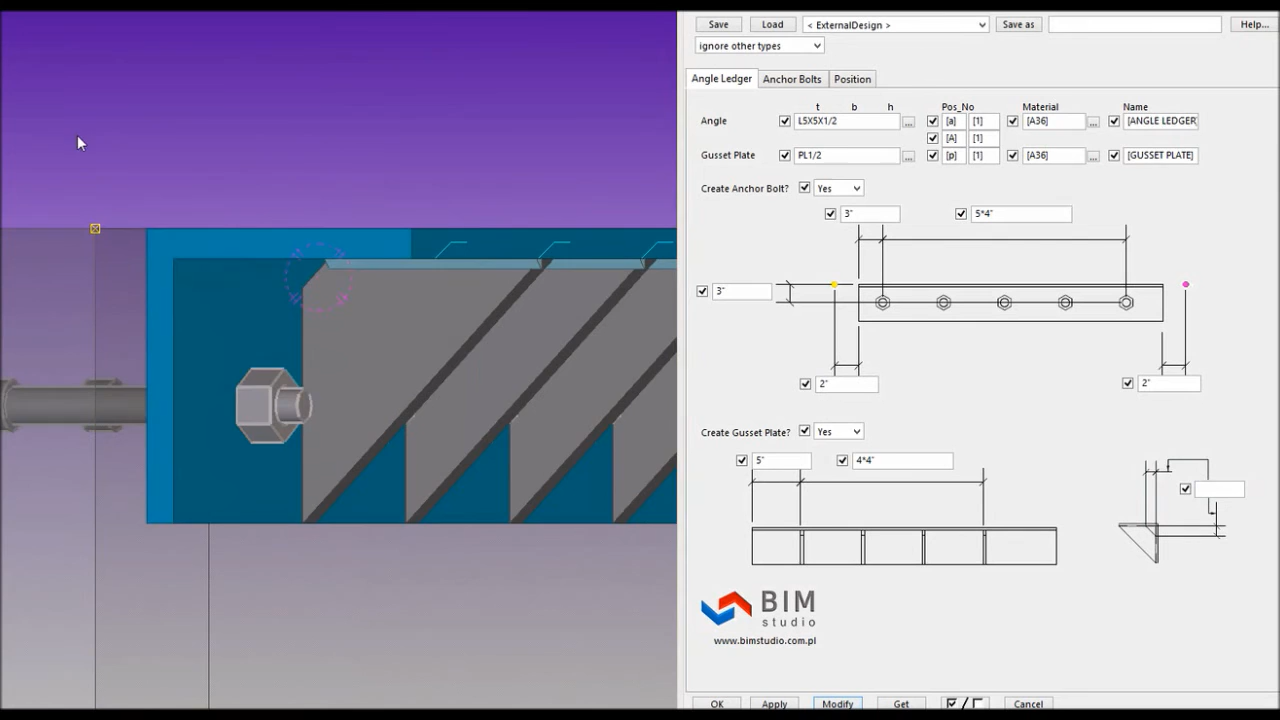 Save Load < ExternalDesign > Save as Help...
ignore other types
Angle Ledger Anchor Bolts Position
t b h Pos_No Material Name
Angle L5X5X1/2 ... [a] [1] [A36] ... [ANGLE LEDGER]
[A] [1]
Gusset Plate PL1/2 ... [p] [1] [A36] ... [GUSSET PLATE]
Create Anchor Bolt? Yes
3" 5*4"
3"
2" 2"
Create Gusset Plate? Yes
5" 4*4"
BIM
studio
www.bimstudio.com.pl
OK Apply Modify Get / Cancel